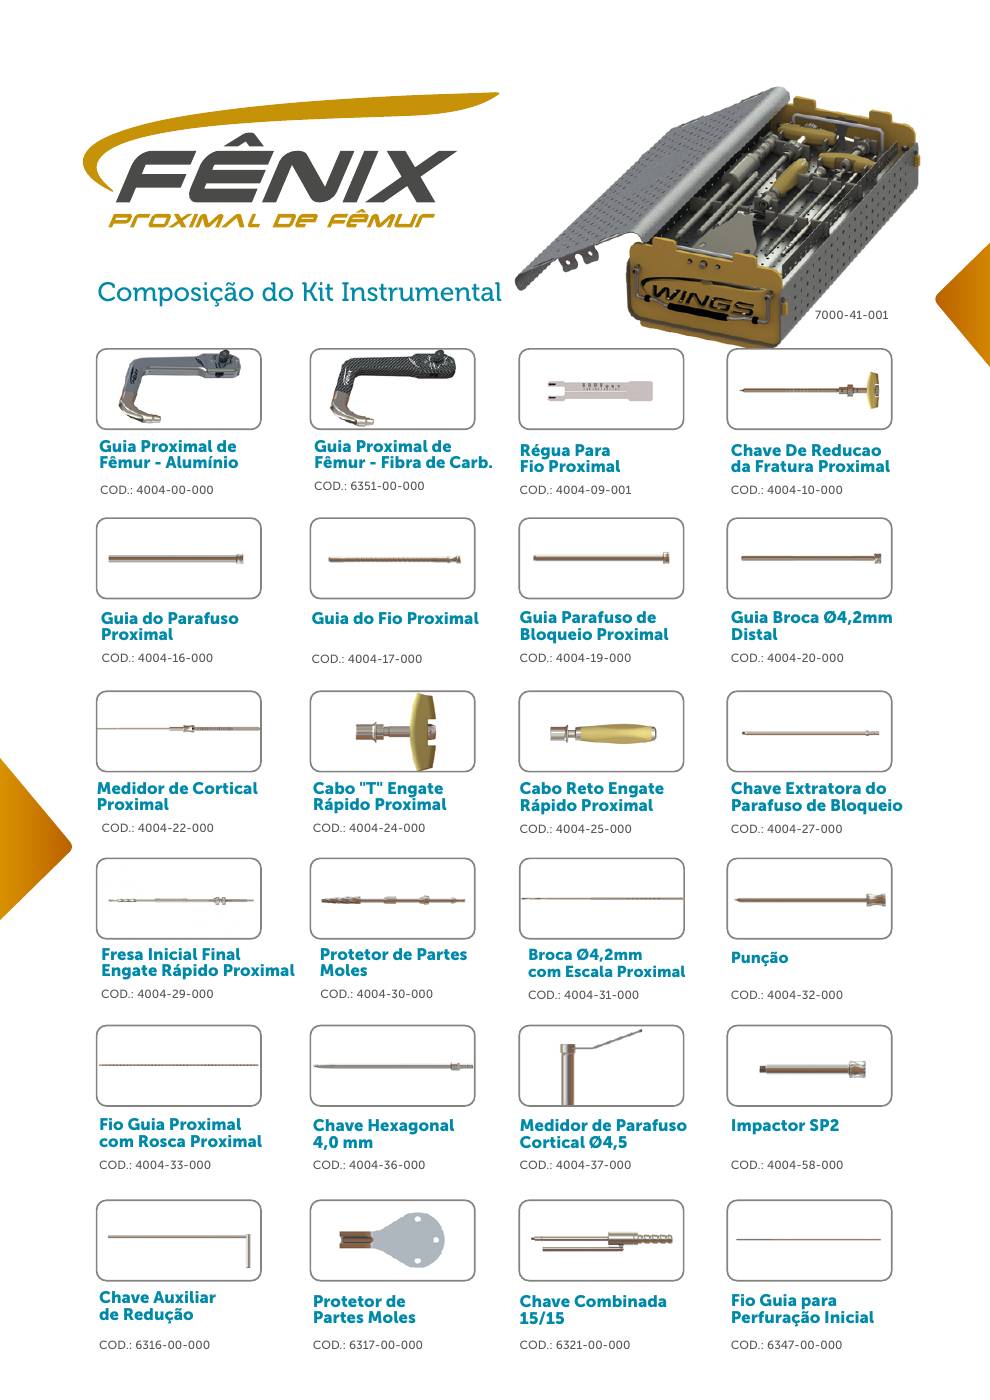 FÊNIX
PROXIMAL DE FÊMUR
Composição do Kit Instrumental
WINGS
7000-41-001
Guia Proximal de
Fêmur - Alumínio
COD.: 4004-00-000
Guia Proximal de
Fêmur - Fibra de Carb.
COD.: 6351-00-000
Régua Para
Fio Proximal
COD.: 4004-09-001
Chave De Reducao
da Fratura Proximal
COD.: 4004-10-000
Guia do Parafuso
Proximal
COD.: 4004-16-000
Guia do Fio Proximal
COD.: 4004-17-000
Guia Parafuso de
Bloqueio Proximal
COD.: 4004-19-000
Guia Broca Ø4,2mm
Distal
COD.: 4004-20-000
Medidor de Cortical
Proximal
COD.: 4004-22-000
Cabo "T" Engate
Rápido Proximal
COD.: 4004-24-000
Cabo Reto Engate
Rápido Proximal
COD.: 4004-25-000
Chave Extratora do
Parafuso de Bloqueio
COD.: 4004-27-000
Fresa Inicial Final
Engate Rápido Proximal
COD.: 4004-29-000
Protetor de Partes
Moles
COD.: 4004-30-000
Broca Ø4,2mm
com Escala Proximal
COD.: 4004-31-000
Punção
COD.: 4004-32-000
Fio Guia Proximal
com Rosca Proximal
COD.: 4004-33-000
Chave Hexagonal
4,0 mm
COD.: 4004-36-000
Medidor de Parafuso
Cortical Ø4,5
COD.: 4004-37-000
Impactor SP2
COD.: 4004-58-000
Chave Auxiliar
de Redução
COD.: 6316-00-000
Protetor de
Partes Moles
COD.: 6317-00-000
Chave Combinada
15/15
COD.: 6321-00-000
Fio Guia para
Perfuração Inicial
COD.: 6347-00-000